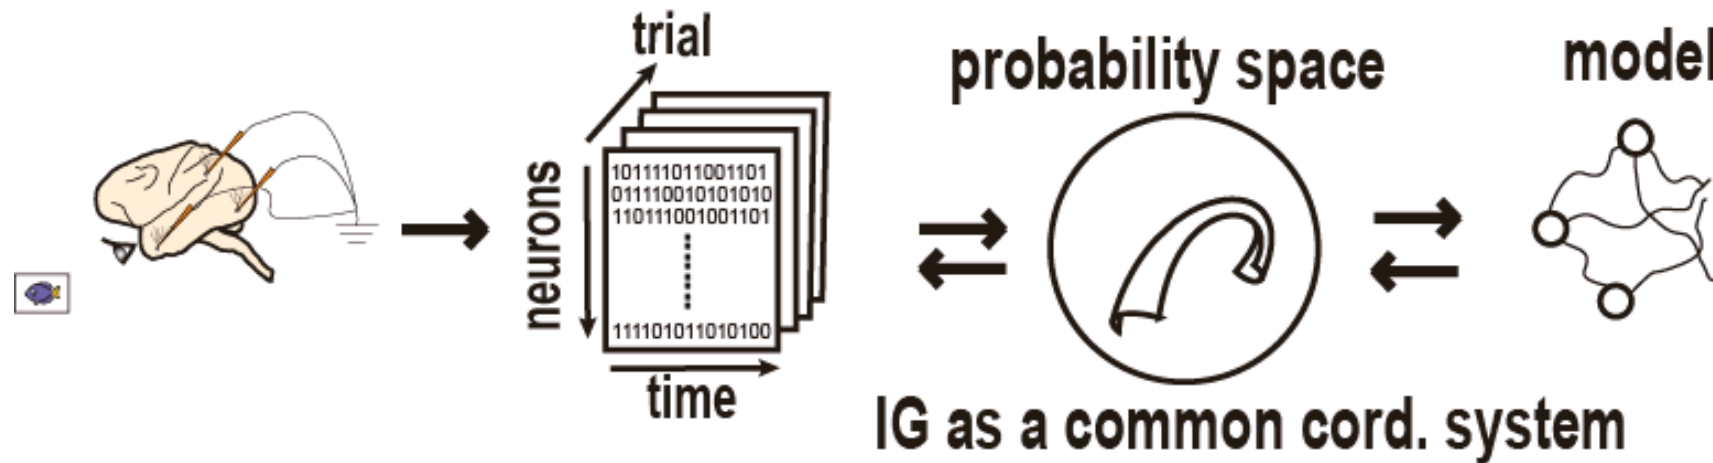 trial
probability space
model
neurons
101111011001101
011110010101010
110111001001101
111101011010100
time
IG as a common cord. system